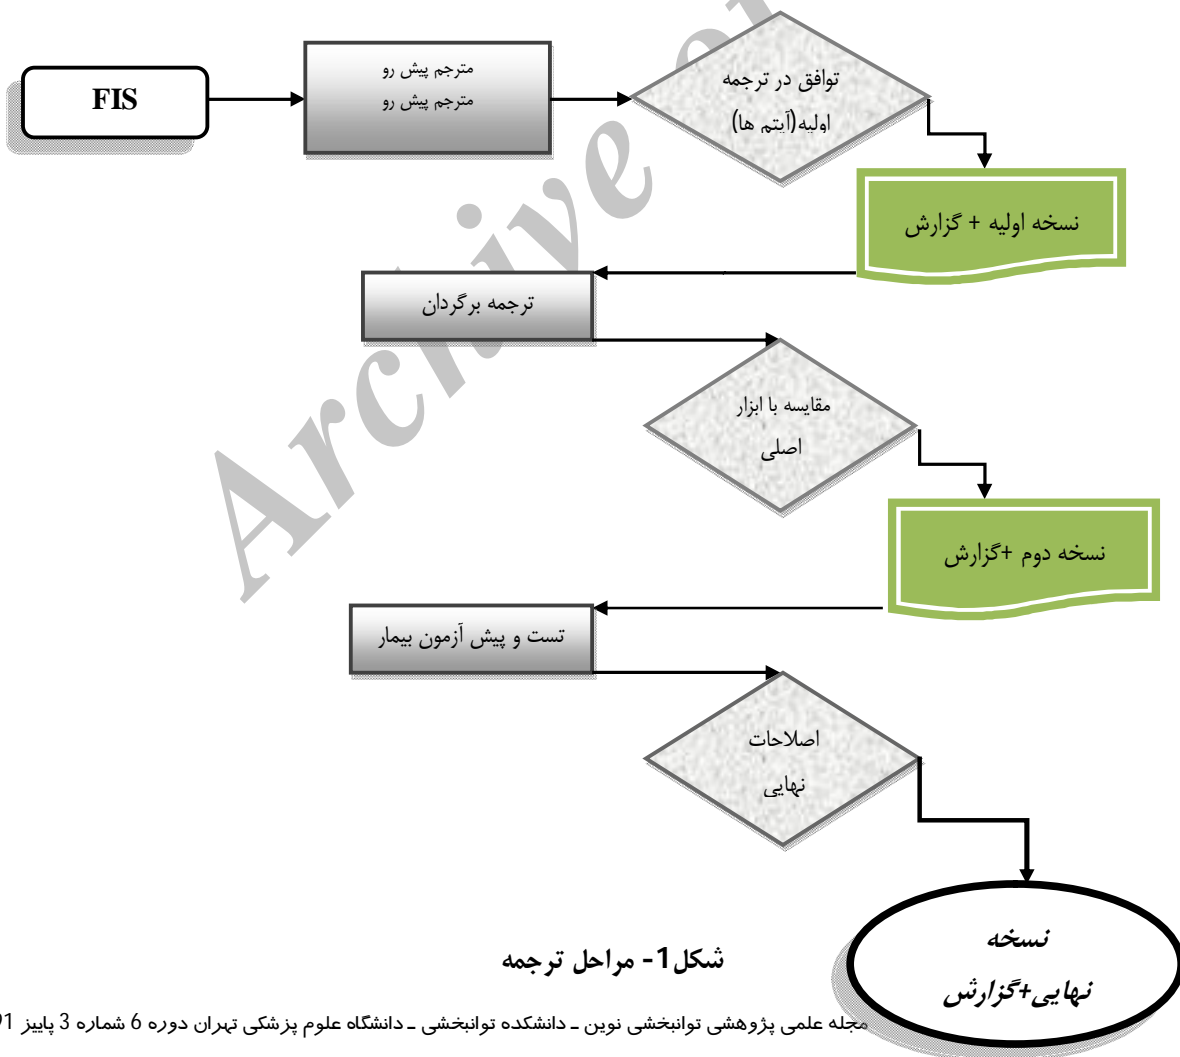 FIS
مترجم پیش رو
مترجم پیش رو
توافق در ترجمه
اولیه(آیتم ها)
نسخه اولیه + گزارش
ترجمه برگردان
مقایسه با ابزار
اصلی
نسخه دوم +گزارش
تست و پیش آزمون بیمار
اصلاحات
نهایی
نسخه
نهایی+گزارش
شکل1- مراحل ترجمه
مجله علمی پژوهشی توانبخشی نوین ـ دانشکده توانبخشی ـ دانشگاه علوم پزشکی تهران دوره 6 شماره 3 پاییز
Archive